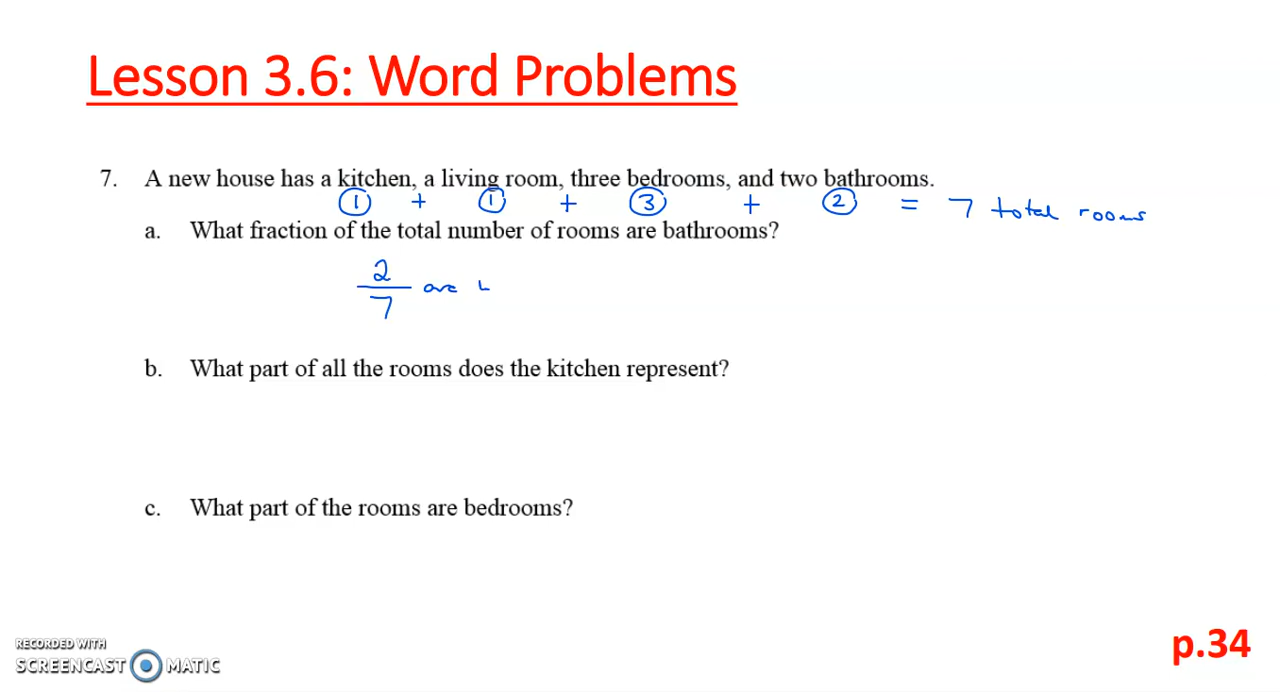 Lesson 3.6: Word Problems
7. A new house has a kitchen, a living room, three bedrooms, and two bathrooms.
1 + 1 + 3 + 2 = 7 total rooms
a. What fraction of the total number of rooms are bathrooms?
2/7 are
b. What part of all the rooms does the kitchen represent?
c. What part of the rooms are bedrooms?
RECORDED WITH
SCREENCAST MATIC
p.34